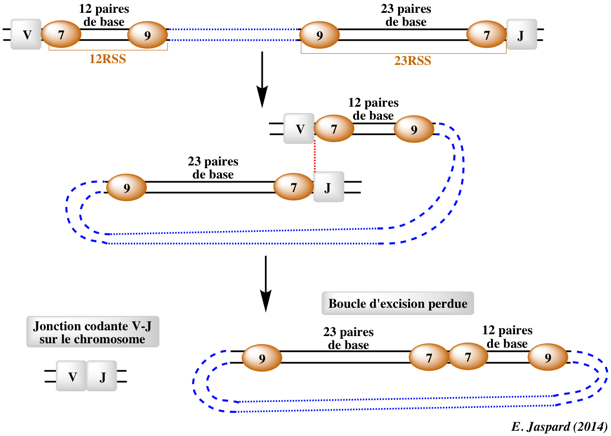 12 paires
de base
23 paires
de base
V 7 9 9 7 J
12RSS 23RSS
12 paires
de base
V 7 9
23 paires
de base
9 7 J
Boucle d'excision perdue
Jonction codante V-J
sur le chromosome
23 paires
de base
12 paires
de base
9 7 7 9
V J
E. Jaspard (2014)